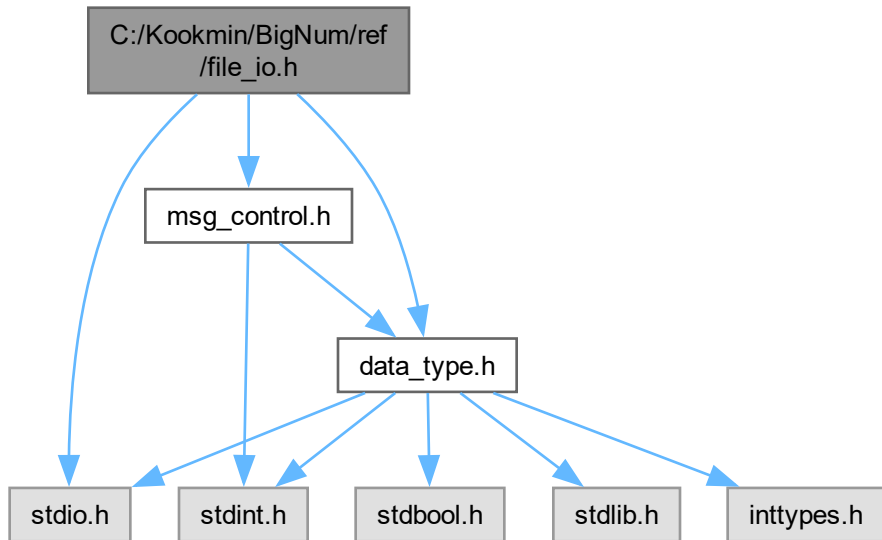 C:/Kookmin/BigNum/ref
/file_io.h
msg_control.h
data_type.h
stdio.h
stdint.h
stdbool.h
stdlib.h
inttypes.h